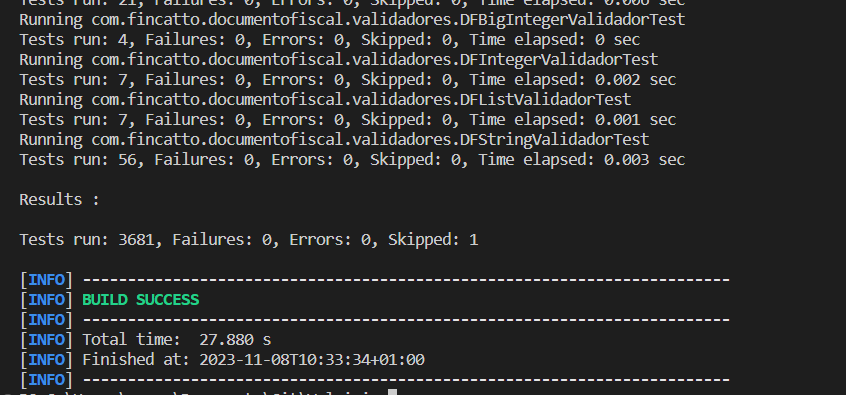 Tests run: 21, Failures: 0, Errors: 0, Skipped: 0, Time elapsed: 0.006 sec
Running com.fincatto.documentofiscal.validadores.DFBigIntegerValidadorTest
Tests run: 4, Failures: 0, Errors: 0, Skipped: 0, Time elapsed: 0 sec
Running com.fincatto.documentofiscal.validadores.DFIntegerValidadorTest
Tests run: 7, Failures: 0, Errors: 0, Skipped: 0, Time elapsed: 0.002 sec
Running com.fincatto.documentofiscal.validadores.DFListValidadorTest
Tests run: 7, Failures: 0, Errors: 0, Skipped: 0, Time elapsed: 0.001 sec
Running com.fincatto.documentofiscal.validadores.DFStringValidadorTest
Tests run: 56, Failures: 0, Errors: 0, Skipped: 0, Time elapsed: 0.003 sec
Results :
Tests run: 3681, Failures: 0, Errors: 0, Skipped: 1
[INFO] ------------------------------------------------------------------------
[INFO] BUILD SUCCESS
[INFO] ------------------------------------------------------------------------
[INFO] Total time:  27.880 s
[INFO] Finished at: 2023-11-08T10:33:34+01:00
[INFO] ------------------------------------------------------------------------